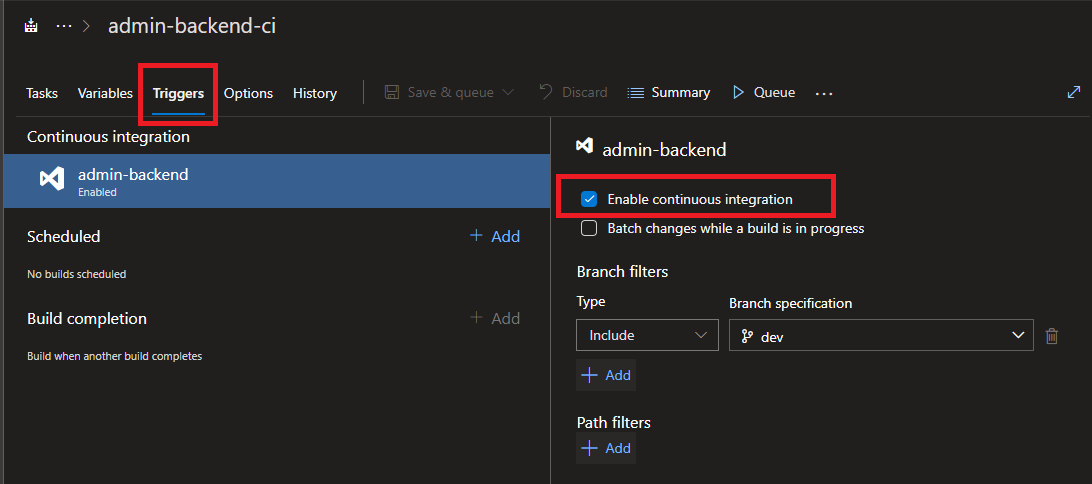 ··· > admin-backend-ci
Tasks Variables Triggers Options History Save & queue Discard Summary Queue ···
Continuous integration
admin-backend
Enabled
Scheduled + Add
No builds scheduled
Build completion + Add
Build when another build completes
admin-backend
Enable continuous integration
Batch changes while a build is in progress
Branch filters
Type Branch specification
Include dev
+ Add
Path filters
+ Add